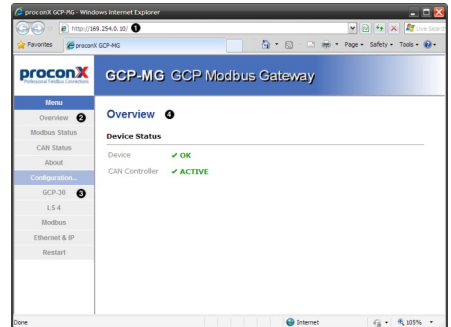 proconX GCP-MG - Windows Internet Explorer
http://169.254.0.10/ 1
Live Search
Favorites
proconX GCP-MG
Page Safety Tools
proconX
Professional Fieldbus Connections
GCP-MG GCP Modbus Gateway
Menu
Overview 2
Modbus Status
CAN Status
About
Configuration...
GCP-30 3
LS 4
Modbus
Ethernet & IP
Restart
Overview 4
Device Status
Device ✔ OK
CAN Controller ✔ ACTIVE
Done
Internet
105%